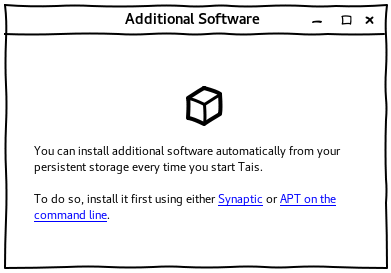 Additional Software
You can install additional software automatically from your
persistent storage every time you start Tais.
To do so, install it first using either Synaptic or APT on the
command line.